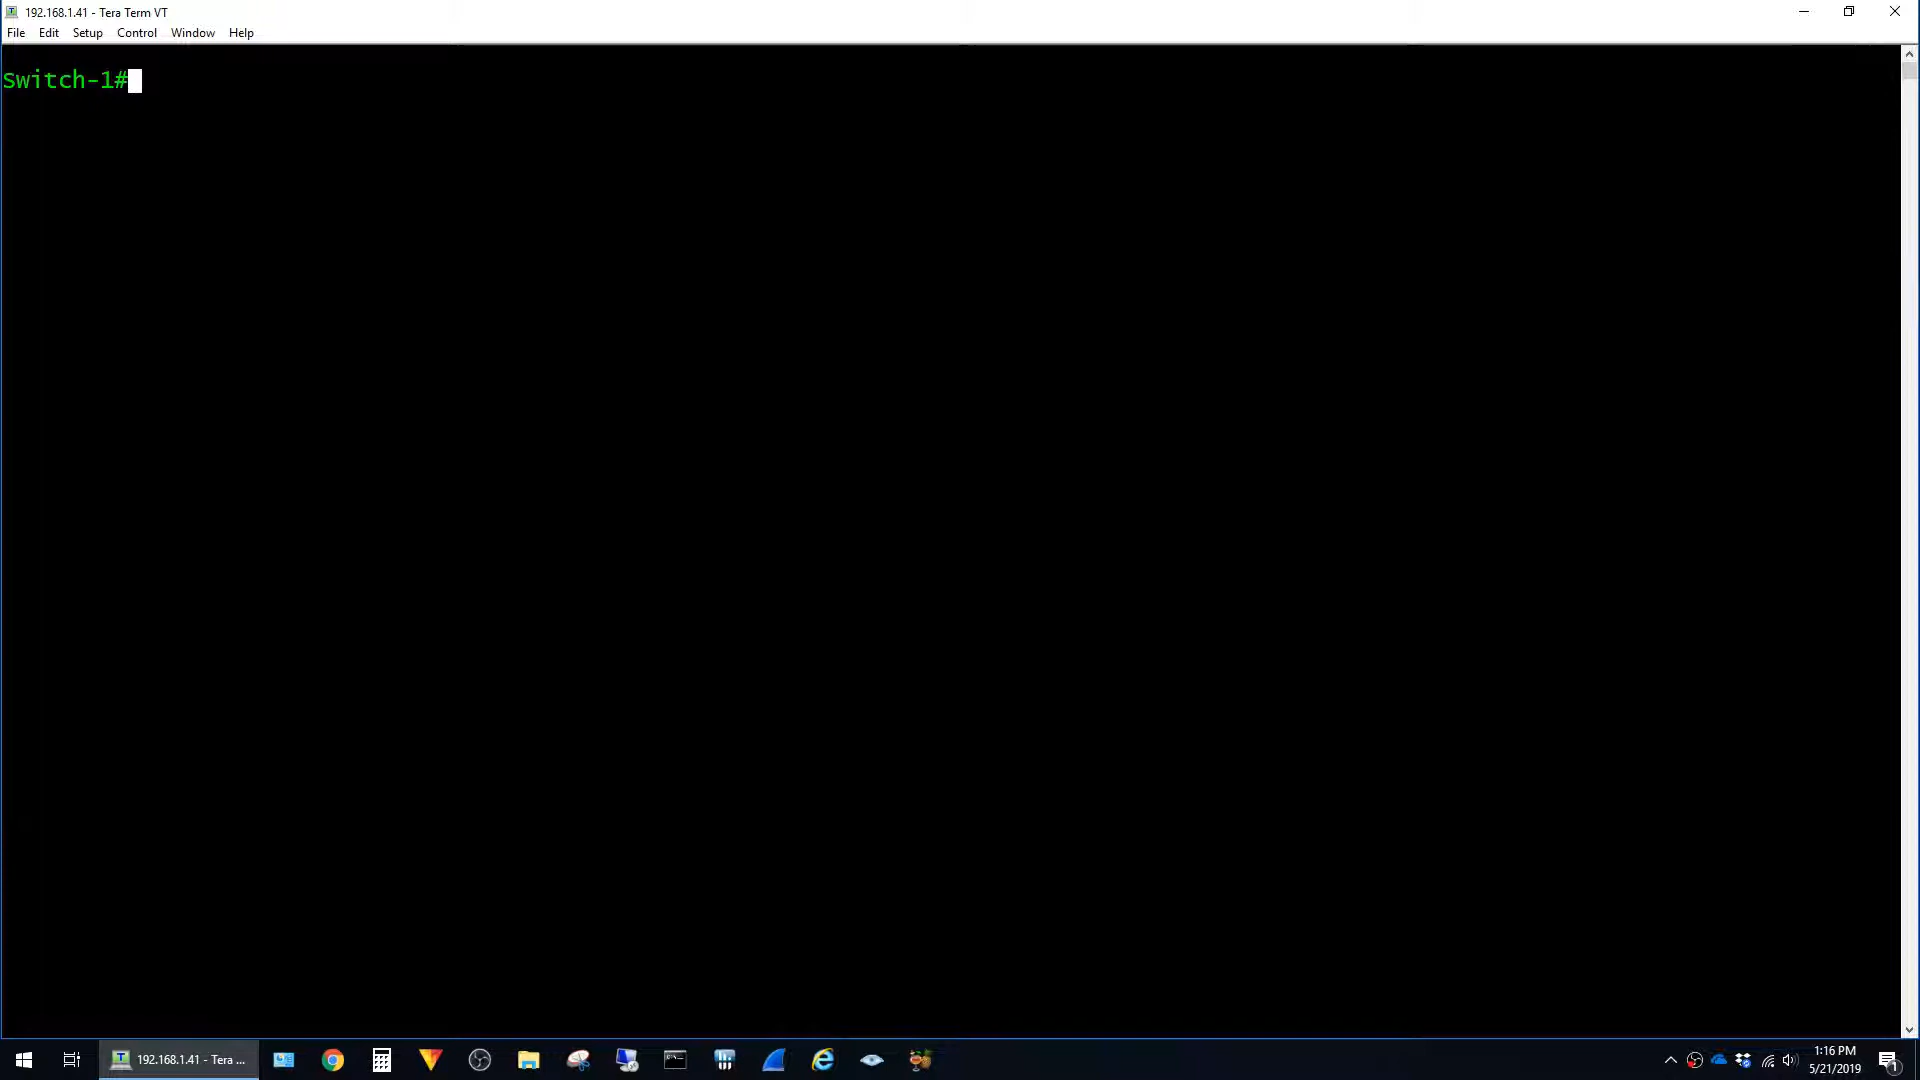 192.168.1.41 - Tera Term VT
File Edit Setup Control Window Help
Switch-1#
192.168.1.41 - Tera ...
1:16 PM
5/21/2019
1